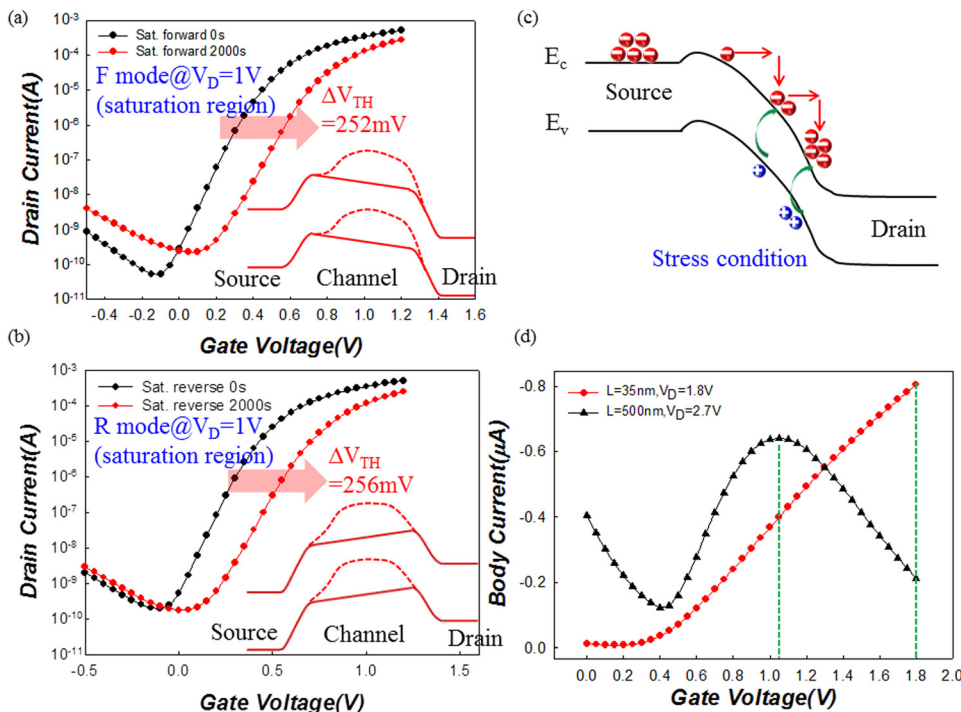 (a)
10⁻³
10⁻⁴
10⁻⁵
10⁻⁶
10⁻⁷
10⁻⁸
10⁻⁹
10⁻¹⁰
10⁻¹¹
Drain Current(A)
Sat. forward 0s
Sat. forward 2000s
F mode@V_D=1V
(saturation region)
ΔV_TH
=252mV
Source Channel Drain
-0.4 -0.2 0.0 0.2 0.4 0.6 0.8 1.0 1.2 1.4 1.6
Gate Voltage(V)
(b)
10⁻³
10⁻⁴
10⁻⁵
10⁻⁶
10⁻⁷
10⁻⁸
10⁻⁹
10⁻¹⁰
10⁻¹¹
Drain Current(A)
Sat. reverse 0s
Sat. reverse 2000s
R mode@V_D=1V
(saturation region)
ΔV_TH
=256mV
Source Channel Drain
-0.5 0.0 0.5 1.0 1.5
Gate Voltage(V)
(c)
E_c
Source
E_v
Drain
Stress condition
(d)
-0.8
-0.6
-0.4
-0.2
0.0
Body Current(μA)
L=35nm,V_D=1.8V
L=500nm,V_D=2.7V
0.0 0.2 0.4 0.6 0.8 1.0 1.2 1.4 1.6 1.8 2.0
Gate Voltage(V)